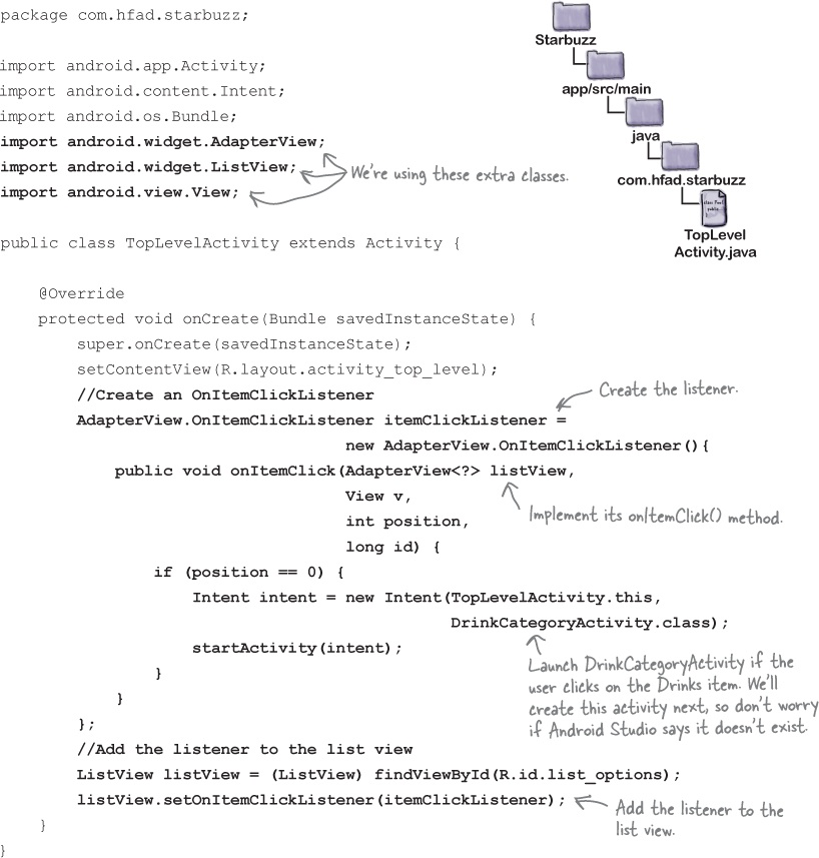 package com.hfad.starbuzz;
import android.app.Activity;
import android.content.Intent;
import android.os.Bundle;
import android.widget.AdapterView;
import android.widget.ListView;
import android.view.View;
We're using these extra classes.
Starbuzz
app/src/main
java
com.hfad.starbuzz
TopLevel
Activity.java
public class TopLevelActivity extends Activity {
@Override
protected void onCreate(Bundle savedInstanceState) {
super.onCreate(savedInstanceState);
setContentView(R.layout.activity_top_level);
//Create an OnItemClickListener
Create the listener.
AdapterView.OnItemClickListener itemClickListener =
new AdapterView.OnItemClickListener(){
public void onItemClick(AdapterView<?> listView,
View v,
Implement its onItemClick() method.
int position,
long id) {
if (position == 0) {
Intent intent = new Intent(TopLevelActivity.this,
DrinkCategoryActivity.class);
startActivity(intent);
Launch DrinkCategoryActivity if the
user clicks on the Drinks item. We'll
create this activity next, so don't worry
if Android Studio says it doesn't exist.
}
}
};
//Add the listener to the list view
ListView listView = (ListView) findViewById(R.id.list_options);
listView.setOnItemClickListener(itemClickListener);
Add the listener to the
list view.
}
}